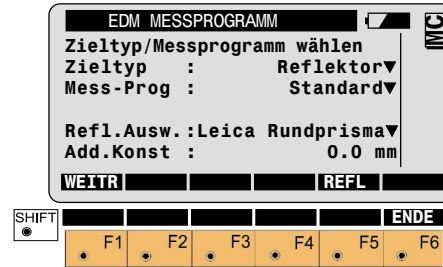 EDM MESSPROGRAMM
MC
Zieltyp/Messprogramm wählen
Zieltyp : Reflektor▼
Mess-Prog : Standard▼
Refl.Ausw.:Leica Rundprisma▼
Add.Konst : 0.0 mm
WEITR REFL
SHIFT ENDE
F1 F2 F3 F4 F5 F6